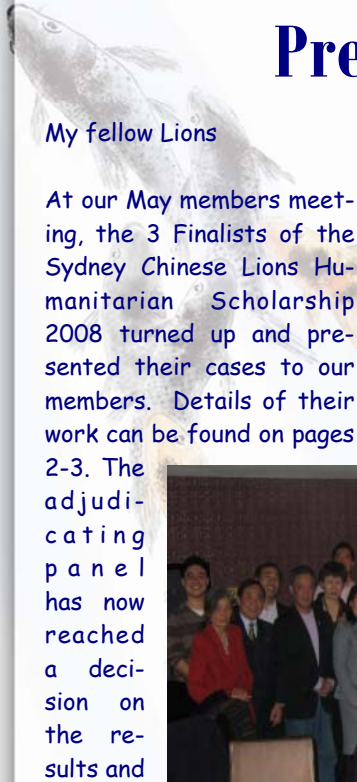 Pre
My fellow Lions
At our May members meet-
ing, the 3 Finalists of the
Sydney Chinese Lions Hu-
manitarian Scholarship
2008 turned up and pre-
sented their cases to our
members. Details of their
work can be found on pages
2-3. The
adjudi-
cating
panel
has now
reached
a deci-
sion on
the re-
sults and